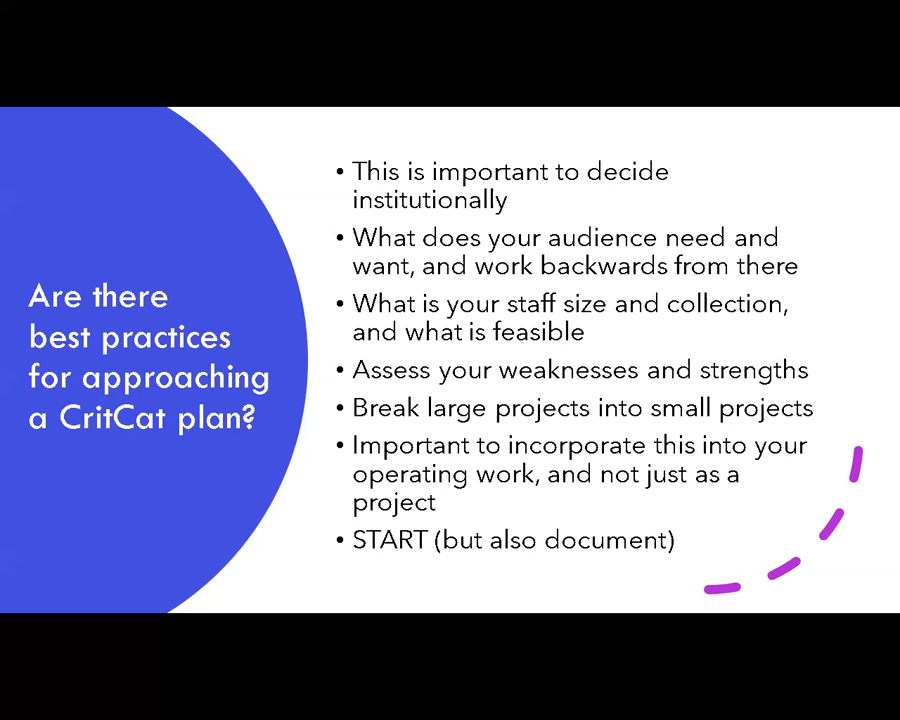 Are there
best practices
for approaching
a CritCat plan?
• This is important to decide
institutionally
• What does your audience need and
want, and work backwards from there
• What is your staff size and collection,
and what is feasible
• Assess your weaknesses and strengths
• Break large projects into small projects
• Important to incorporate this into your
operating work, and not just as a
project
• START (but also document)